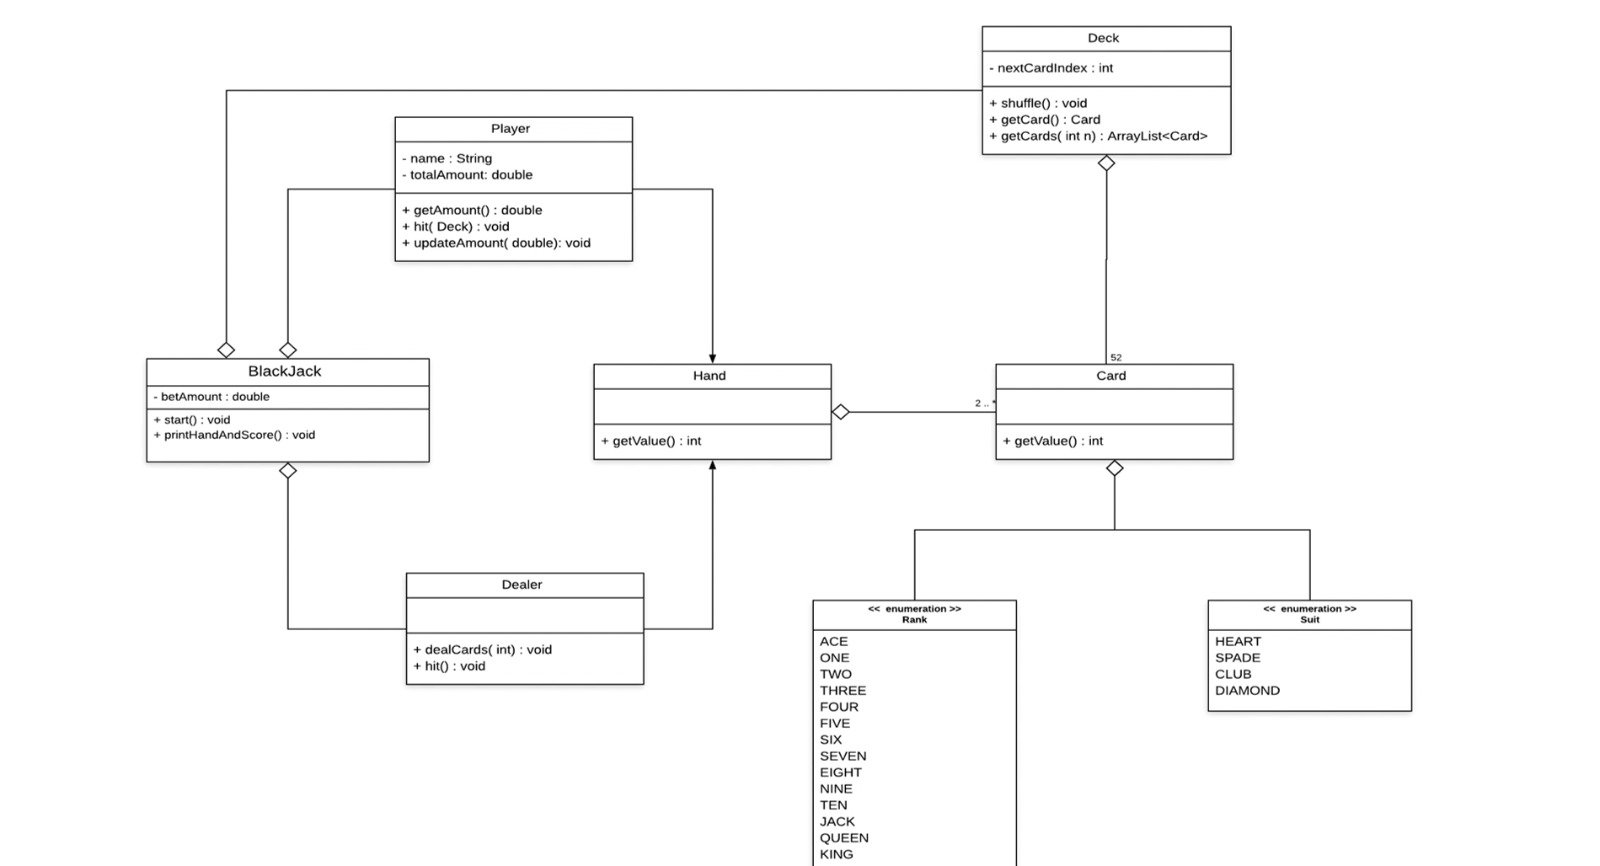 Deck
- nextCardIndex : int
+ shuffle() : void
+ getCard() : Card
+ getCards( int n) : ArrayList<Card>
Player
- name : String
- totalAmount: double
+ getAmount() : double
+ hit( Deck) : void
+ updateAmount( double): void
BlackJack
- betAmount : double
+ start() : void
+ printHandAndScore() : void
Hand
+ getValue() : int
2 .. *
52
Card
+ getValue() : int
Dealer
+ dealCards( int) : void
+ hit() : void
<< enumeration >>
Rank
ACE
ONE
TWO
THREE
FOUR
FIVE
SIX
SEVEN
EIGHT
NINE
TEN
JACK
QUEEN
KING
<< enumeration >>
Suit
HEART
SPADE
CLUB
DIAMOND